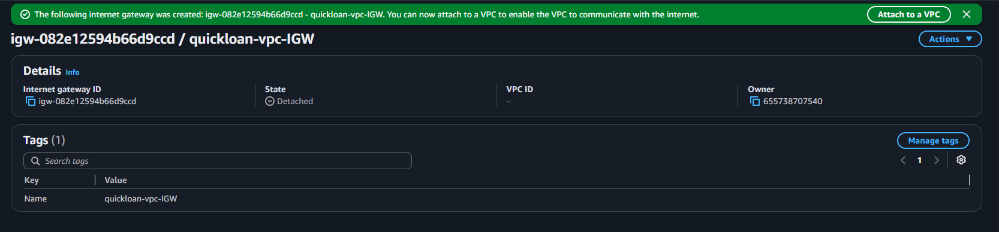 The following internet gateway was created: igw-082e12594b66d9ccd - quickloan-vpc-IGW. You can now attach to a VPC to enable the VPC to communicate with the internet. Attach to a VPC
igw-082e12594b66d9ccd / quickloan-vpc-IGW Actions
Details Info
Internet gateway ID State VPC ID Owner
igw-082e12594b66d9ccd Detached – 655738707540
Tags (1) Manage tags
Search tags 1
Key Value
Name quickloan-vpc-IGW